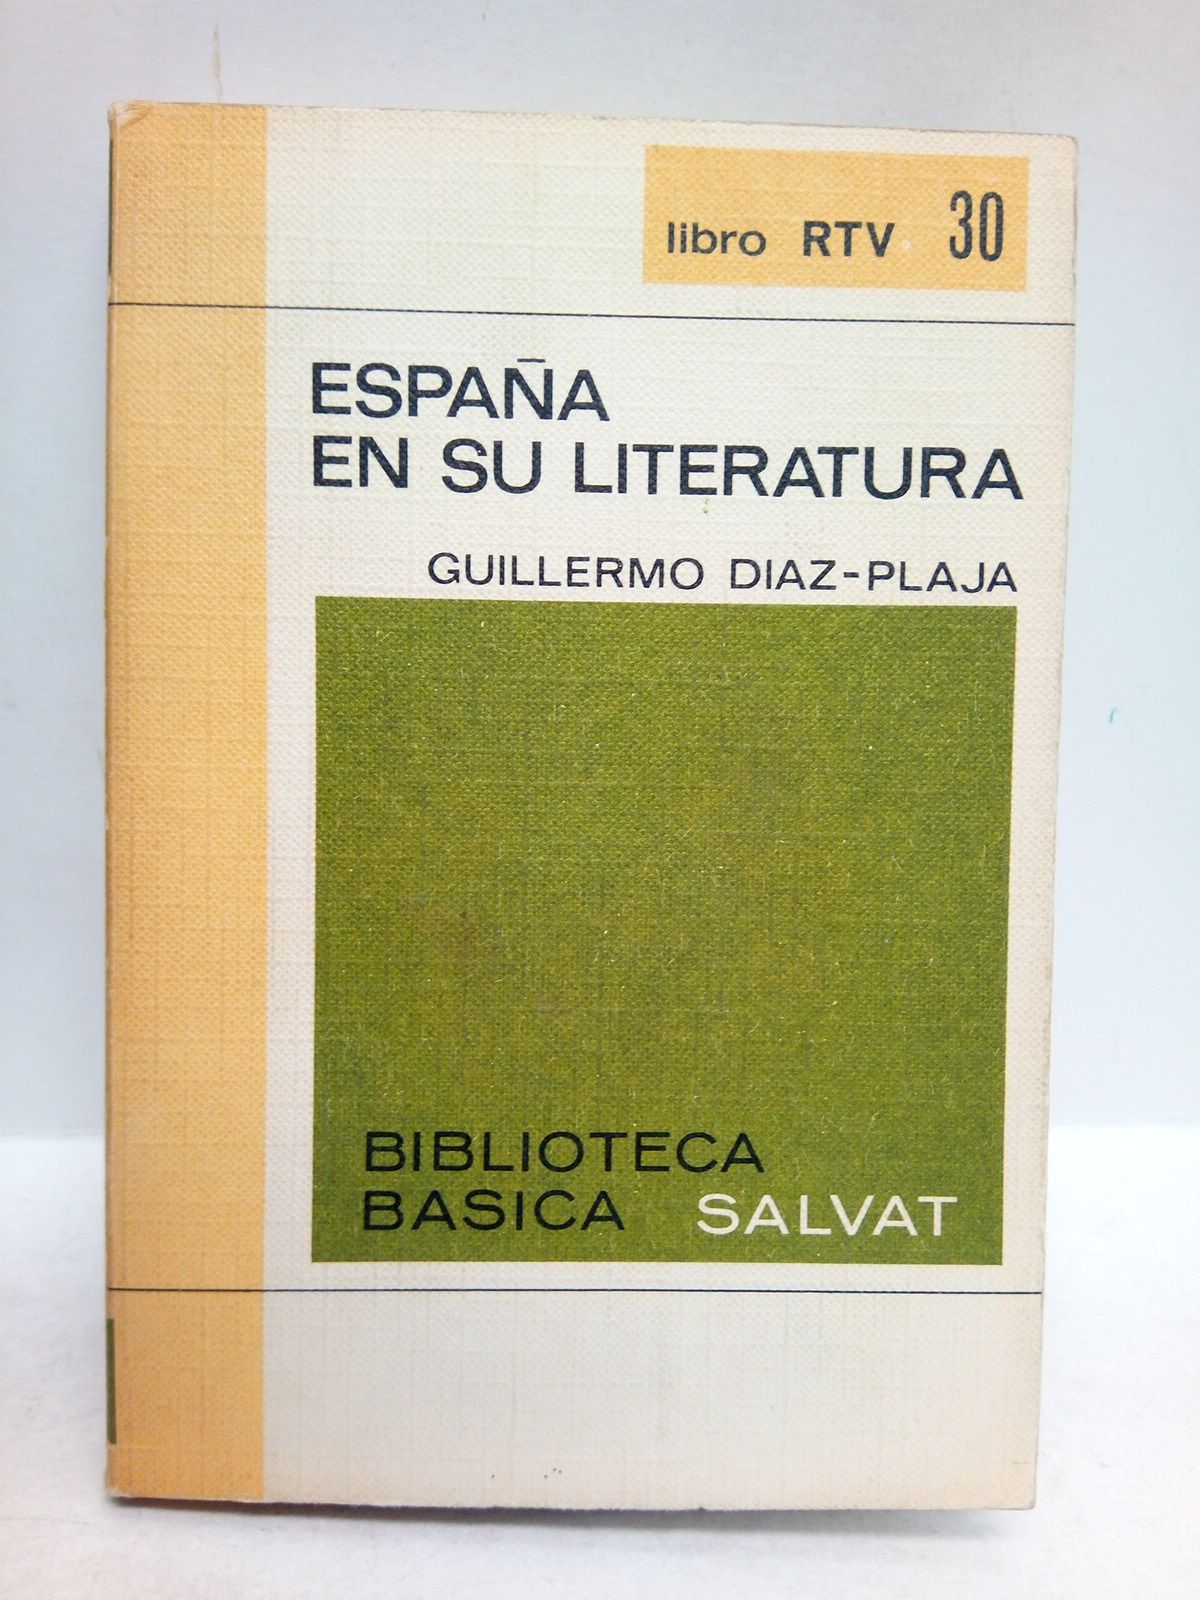 libro RTV 30
ESPAÑA
EN SU LITERATURA
GUILLERMO DIAZ-PLAJA
BIBLIOTECA
BASICA SALVAT